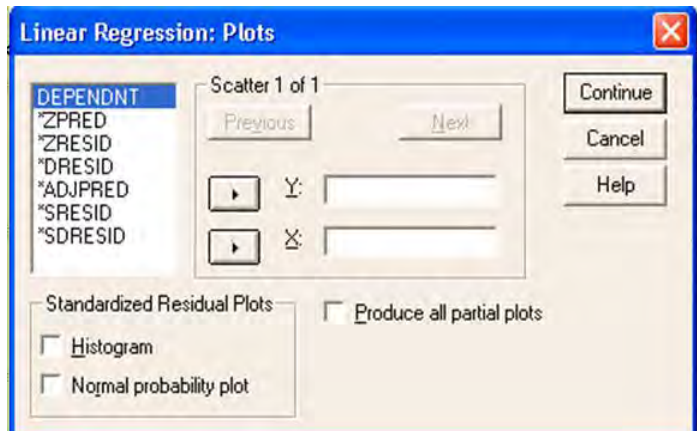 Linear Regression: Plots
DEPENDNT
*ZPRED
*ZRESID
*DRESID
*ADJPRED
*SRESID
*SDRESID
Scatter 1 of 1
Previous
Next
Y:
X:
Continue
Cancel
Help
Standardized Residual Plots
Histogram
Normal probability plot
Produce all partial plots